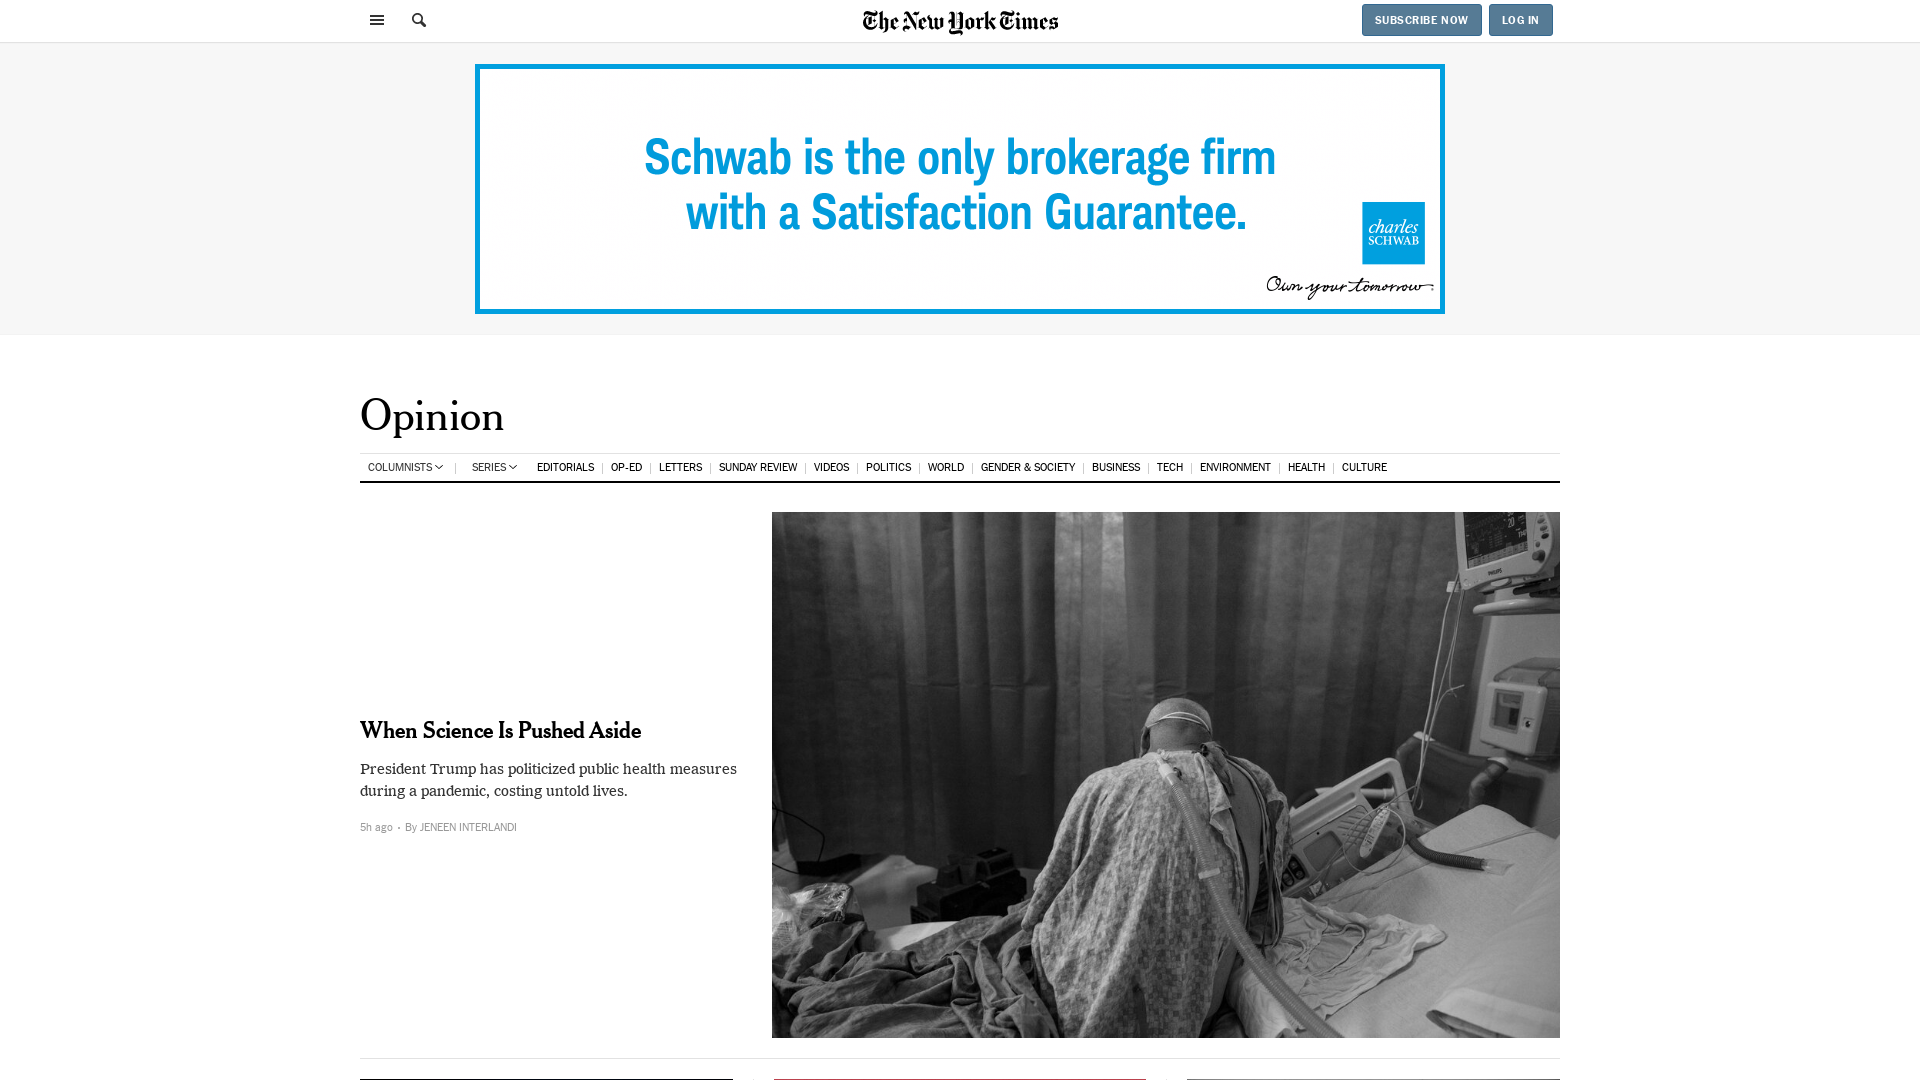 The New York Times
SUBSCRIBE NOW
LOG IN
Schwab is the only brokerage firm
with a Satisfaction Guarantee.
charles
SCHWAB
Own your tomorrow.
Opinion
COLUMNISTS SERIES EDITORIALS OP-ED LETTERS SUNDAY REVIEW VIDEOS POLITICS WORLD GENDER & SOCIETY BUSINESS TECH ENVIRONMENT HEALTH CULTURE
When Science Is Pushed Aside
President Trump has politicized public health measures
during a pandemic, costing untold lives.
5h ago · By JENEEN INTERLANDI
PHILIPS